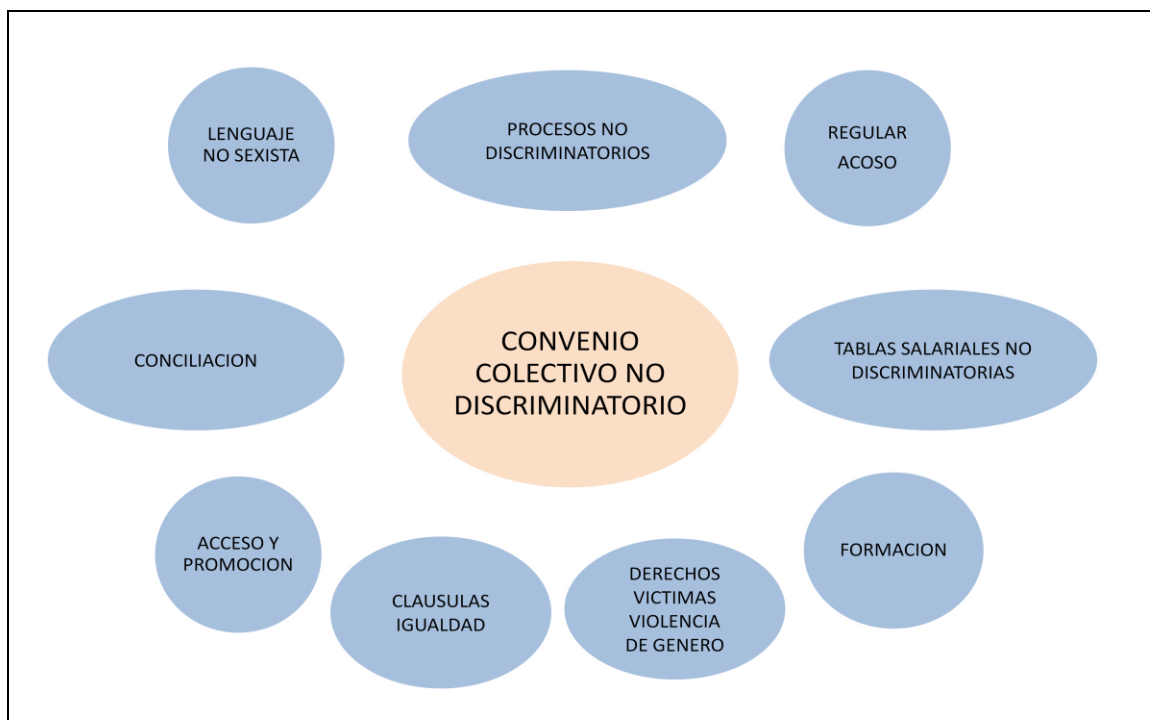 LENGUAJE
NO SEXISTA
PROCESOS NO
DISCRIMINATORIOS
REGULAR
ACOSO
CONCILIACION
CONVENIO
COLECTIVO NO
DISCRIMINATORIO
TABLAS SALARIALES NO
DISCRIMINATORIAS
ACCESO Y
PROMOCION
CLAUSULAS
IGUALDAD
DERECHOS
VICTIMAS
VIOLENCIA
DE GENERO
FORMACION